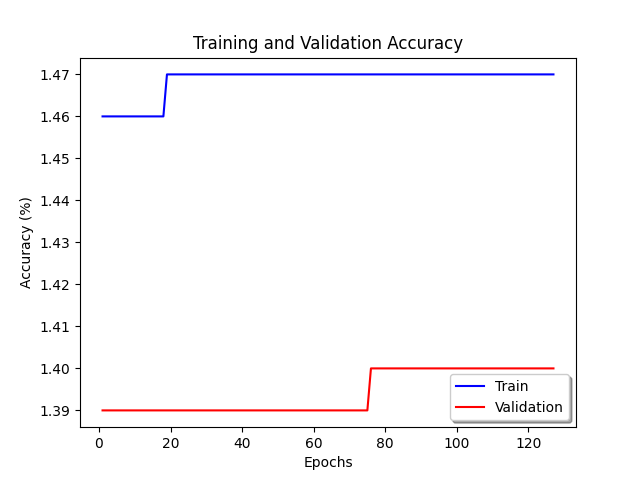 Training and Validation Accuracy
1.47
1.46
1.45
1.44
1.43
1.42
1.41
1.40
1.39
Accuracy (%)
Train
Validation
0 20 40 60 80 100 120
Epochs